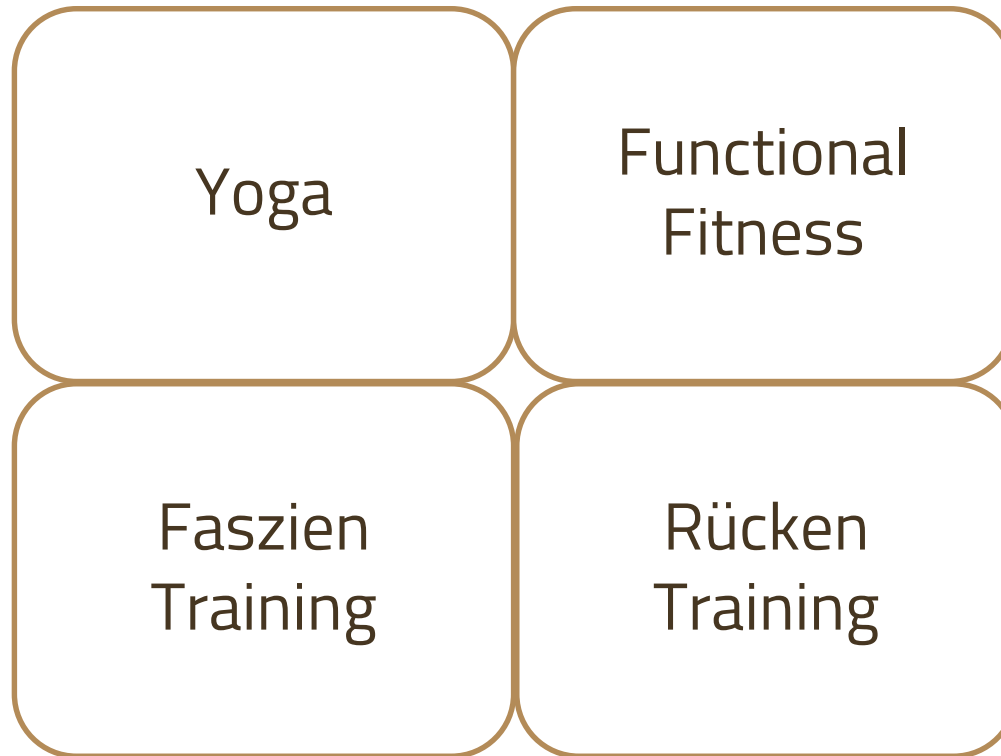 Yoga
Functional
Fitness
Faszien
Training
Rücken
Training